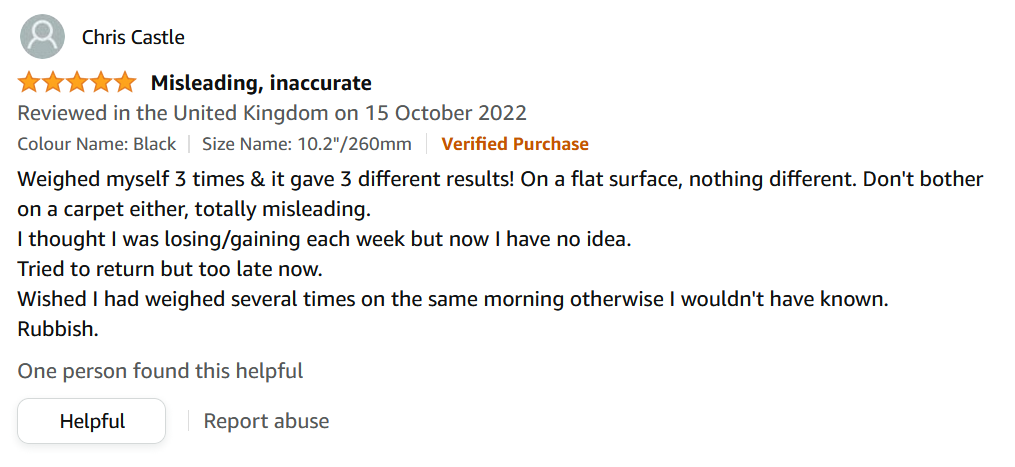 Chris Castle
Misleading, inaccurate
Reviewed in the United Kingdom on 15 October 2022
Colour Name: Black | Size Name: 10.2"/260mm | Verified Purchase
Weighed myself 3 times & it gave 3 different results! On a flat surface, nothing different. Don't bother
on a carpet either, totally misleading.
I thought I was losing/gaining each week but now I have no idea.
Tried to return but too late now.
Wished I had weighed several times on the same morning otherwise I wouldn't have known.
Rubbish.
One person found this helpful
Helpful | Report abuse